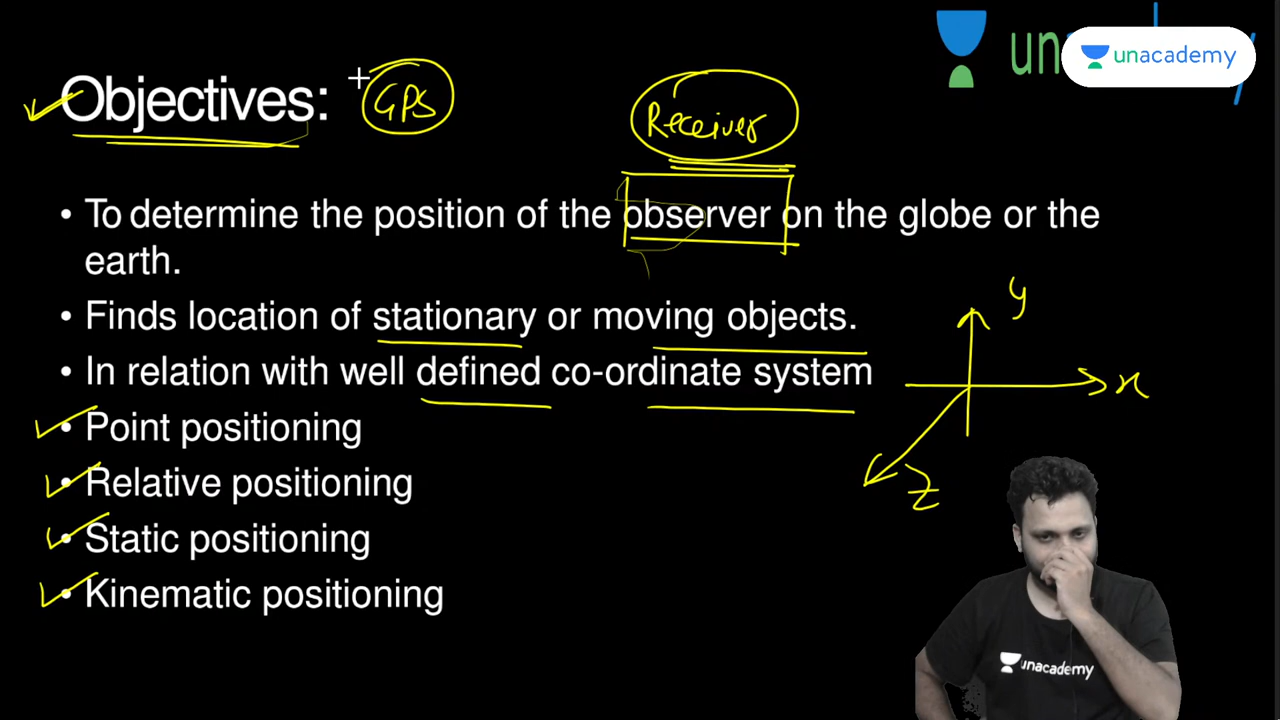 una
unacademy
Objectives:
GPS
Receiver
• To determine the position of the observer on the globe or the
earth.
• Finds location of stationary or moving objects.
• In relation with well defined co-ordinate system
• Point positioning
• Relative positioning
• Static positioning
• Kinematic positioning
y
x
z
unacademy